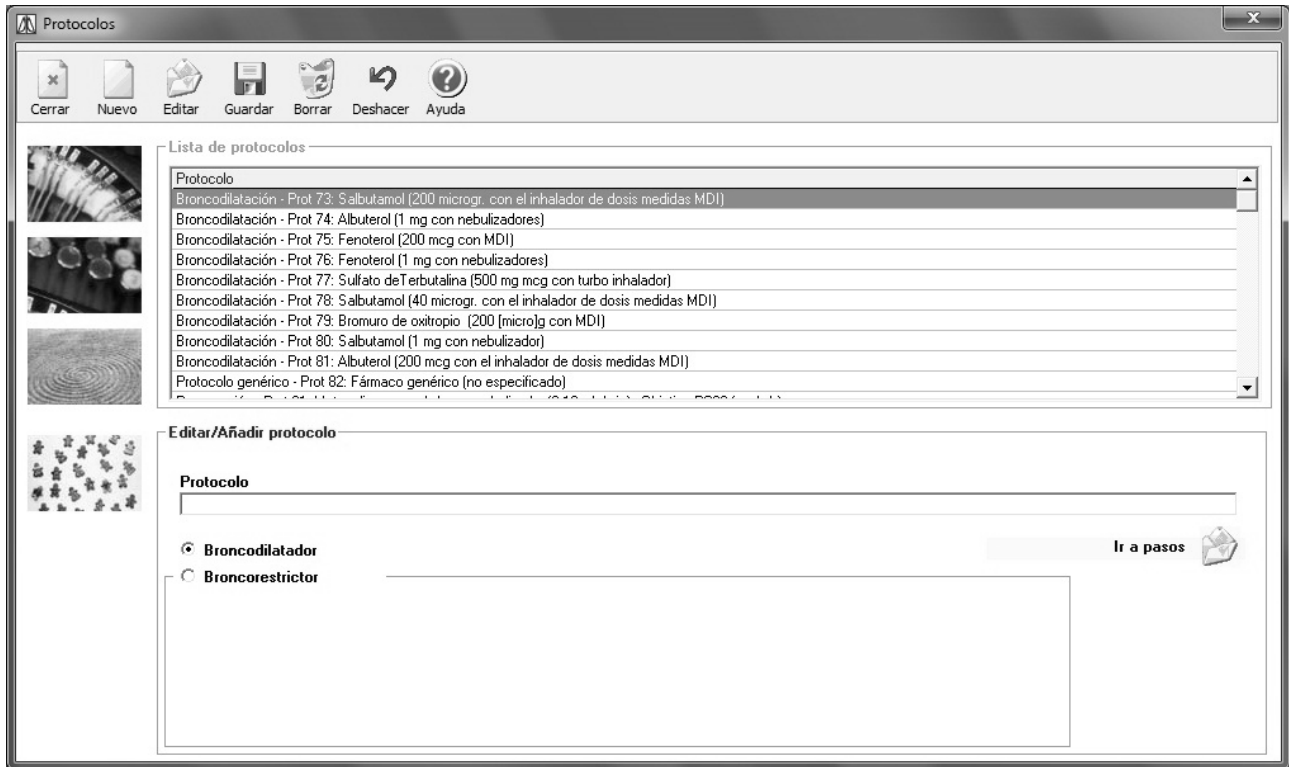 Protocolos
Cerrar Nuevo Editar Guardar Borrar Deshacer Ayuda
Lista de protocolos
Protocolo
Broncodilatación - Prot 73: Salbutamol (200 microgr. con el inhalador de dosis medidas MDI)
Broncodilatación - Prot 74: Albuterol (1 mg con nebulizadores)
Broncodilatación - Prot 75: Fenoterol (200 mcg con MDI)
Broncodilatación - Prot 76: Fenoterol (1 mg con nebulizadores)
Broncodilatación - Prot 77: Sulfato deTerbutalina (500 mg mcg con turbo inhalador)
Broncodilatación - Prot 78: Salbutamol (40 microgr. con el inhalador de dosis medidas MDI)
Broncodilatación - Prot 79: Bromuro de oxitropio (200 [micro]g con MDI)
Broncodilatación - Prot 80: Salbutamol (1 mg con nebulizador)
Broncodilatación - Prot 81: Albuterol (200 mcg con el inhalador de dosis medidas MDI)
Protocolo genérico - Prot 82: Fármaco genérico (no especificado)
Editar/Añadir protocolo
Protocolo
Broncodilatador
Ir a pasos
Broncorestrictor